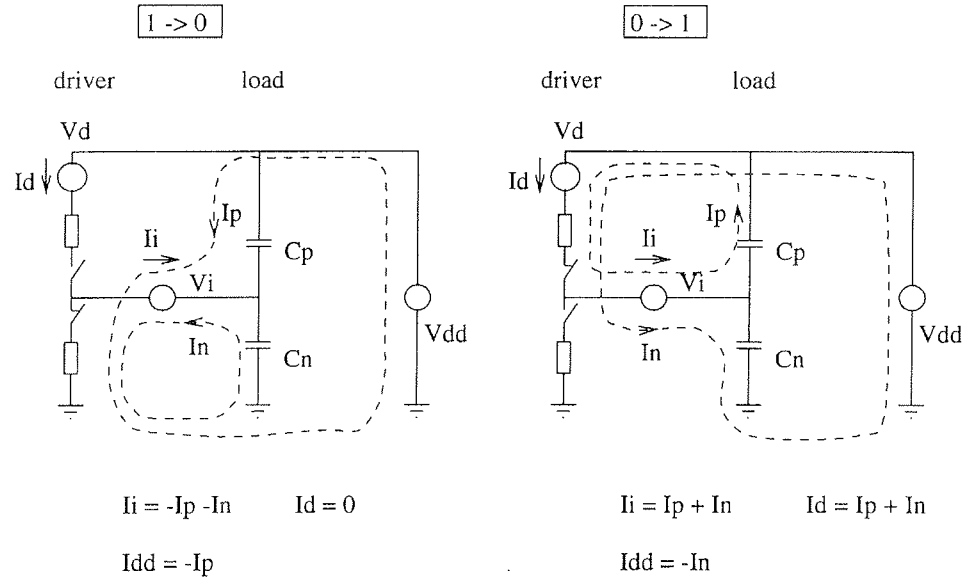 1 -> 0
driver load
Vd
Id
Ip
Ii
Cp
Vi
Vdd
In
Cn
Ii = -Ip -In Id = 0
Idd = -Ip
0 -> 1
driver load
Vd
Id
Ip
Ii
Cp
Vi
Vdd
In
Cn
Ii = Ip + In Id = Ip + In
Idd = -In